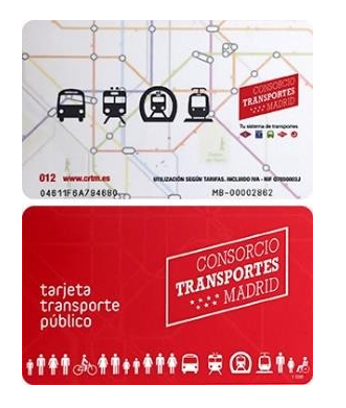 CONSORCIO
TRANSPORTES
MADRID
Tu sistema de transportes
012 www.crtm.es
UTILIZACIÓN SEGÚN TARIFAS. INCLUIDO IVA - NIF Q7850003J
04611F6A794680
MB-00002862
CONSORCIO
TRANSPORTES
MADRID
tarjeta
transporte
público